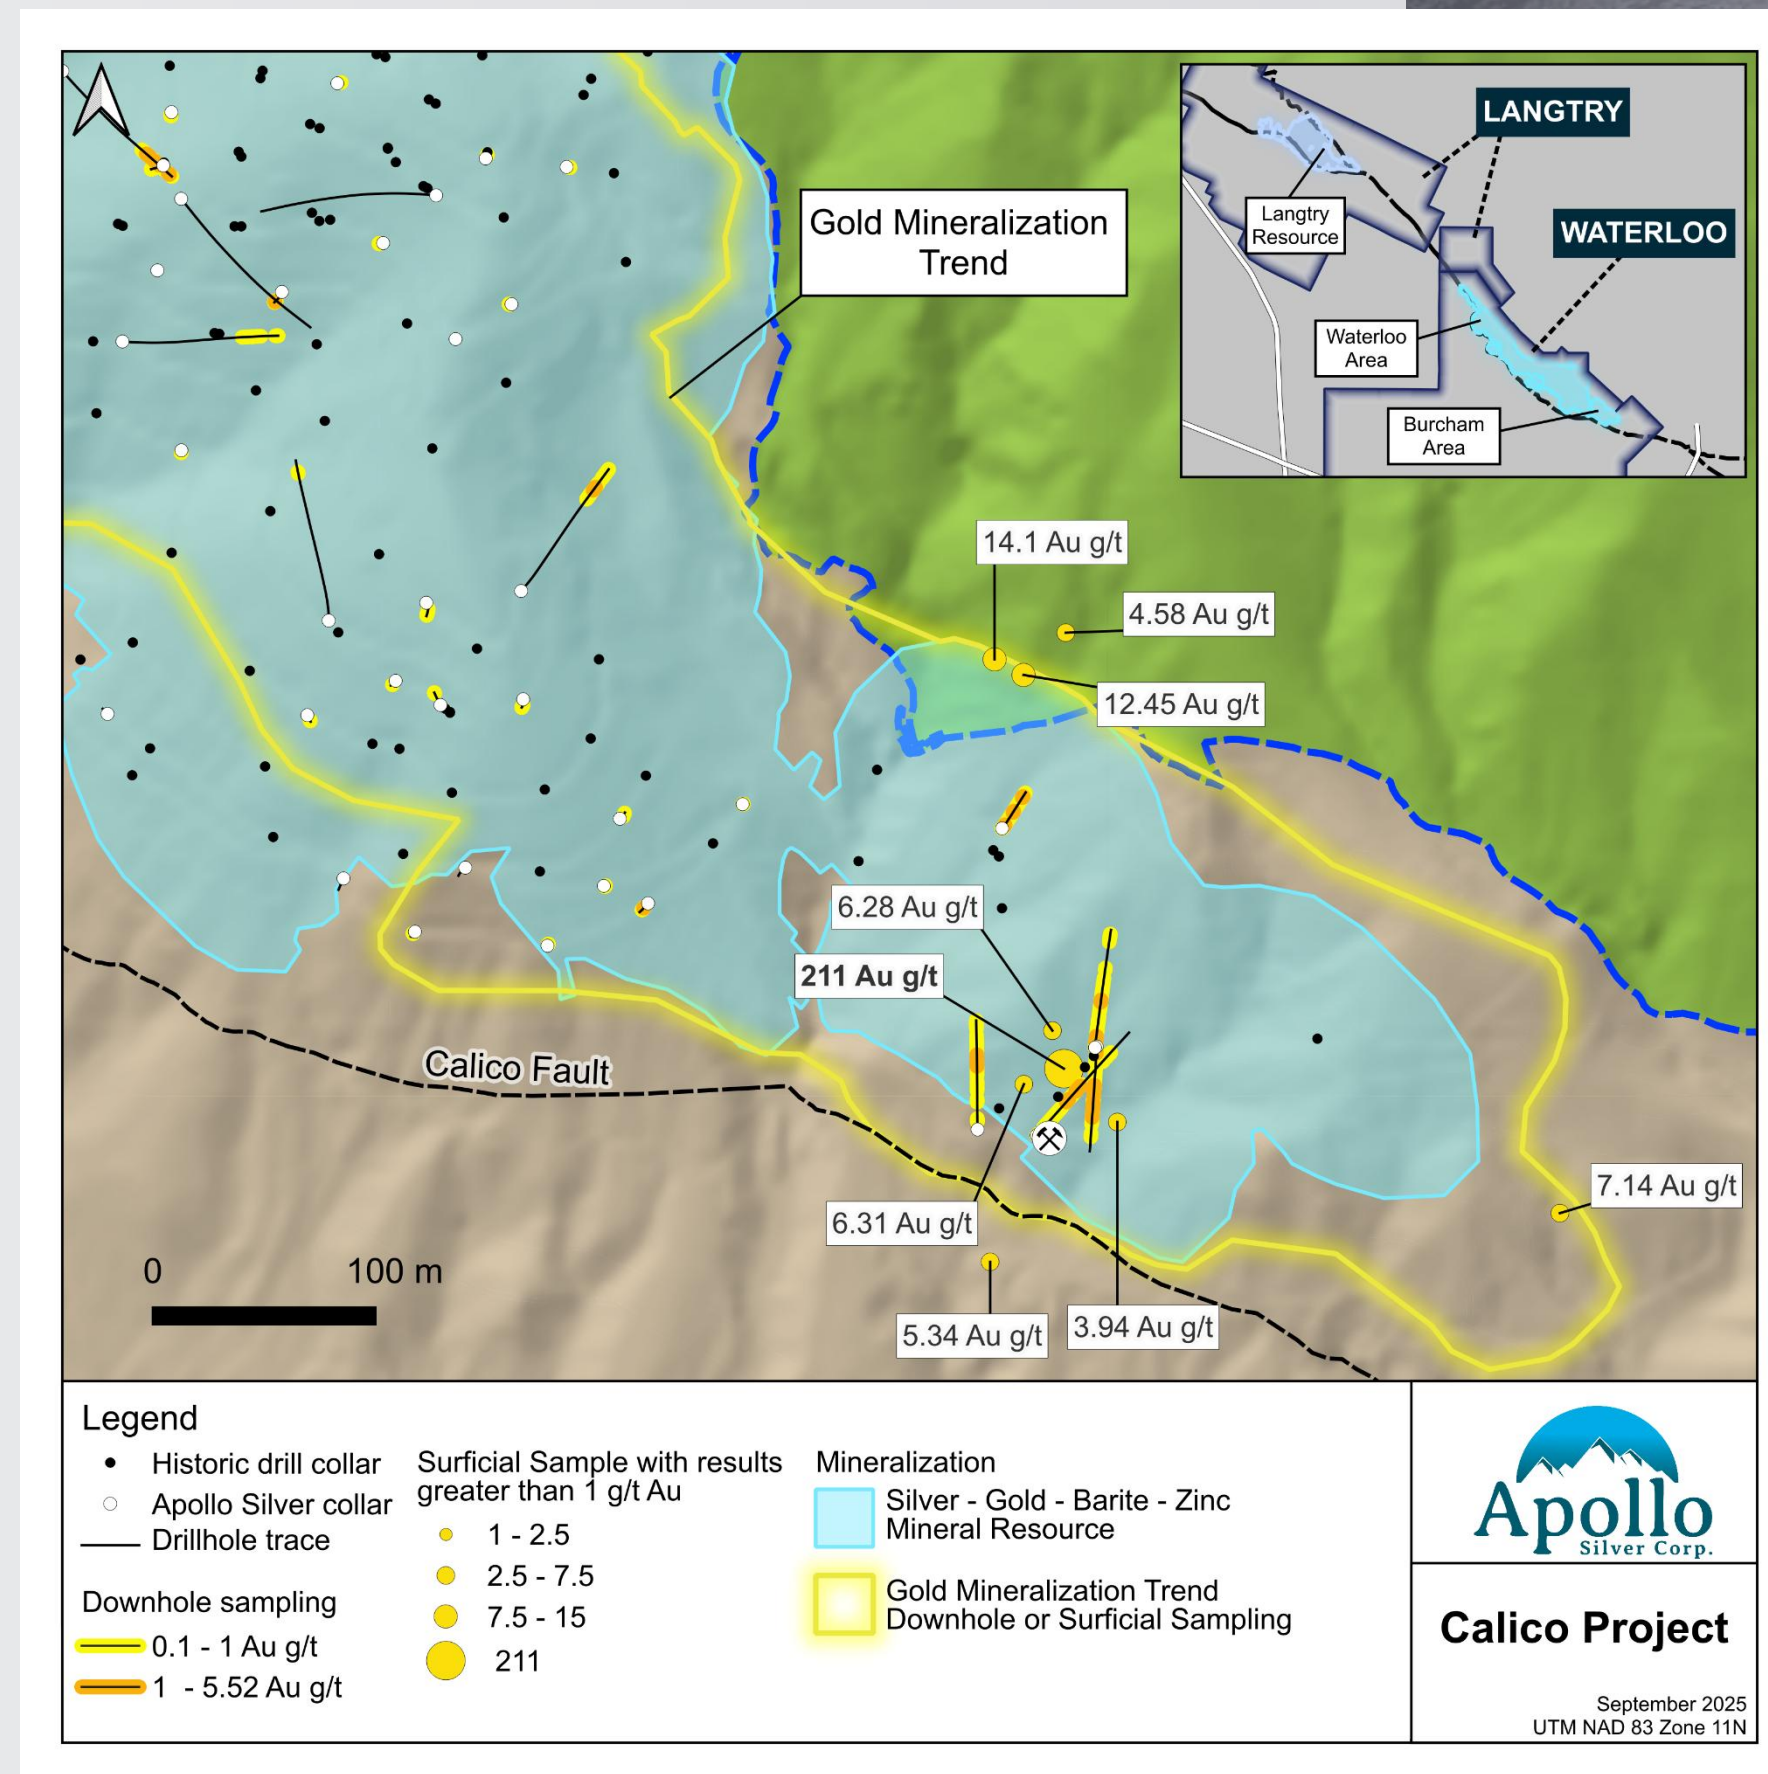 LANGTRY
Langtry
Resource
WATERLOO
Waterloo
Area
Burcham
Area
Gold Mineralization
Trend
14.1 Au g/t
4.58 Au g/t
12.45 Au g/t
6.28 Au g/t
211 Au g/t
Calico Fault
7.14 Au g/t
6.31 Au g/t
5.34 Au g/t
3.94 Au g/t
0 100 m
Legend
Historic drill collar
Apollo Silver collar
Drillhole trace
Downhole sampling
0.1 - 1 Au g/t
1 - 5.52 Au g/t
Surficial Sample with results
greater than 1 g/t Au
1 - 2.5
2.5 - 7.5
7.5 - 15
211
Mineralization
Silver - Gold - Barite - Zinc
Mineral Resource
Gold Mineralization Trend
Downhole or Surficial Sampling
Apollo
Silver Corp.
Calico Project
September 2025
UTM NAD 83 Zone 11N